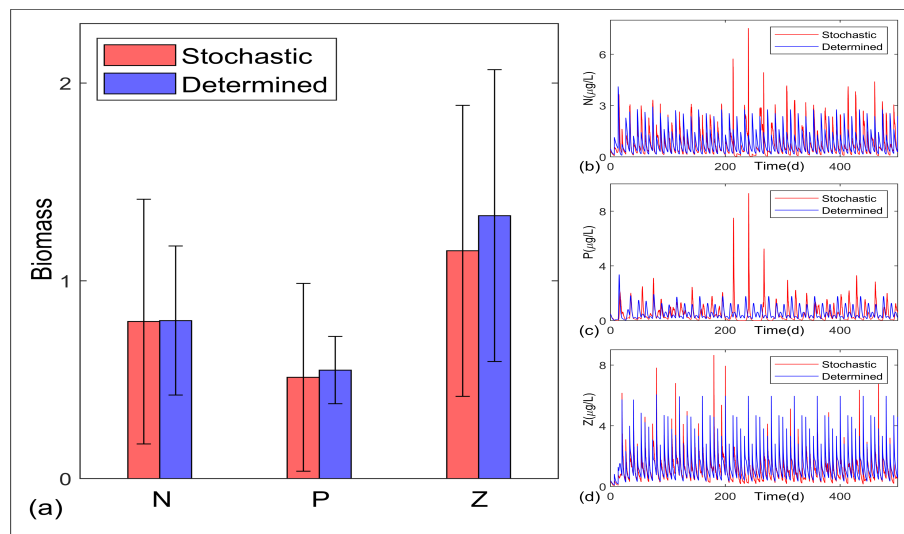 Stochastic
Determined
Biomass
2
1
0
N P Z
(a)
Stochastic
Determined
N(μg/L)
6
3
0
0 200 400
Time(d)
(b)
Stochastic
Determined
P(μg/L)
8
4
0
0 200 400
Time(d)
(c)
Stochastic
Determined
Z(μg/L)
8
4
0
0 200 400
Time(d)
(d)